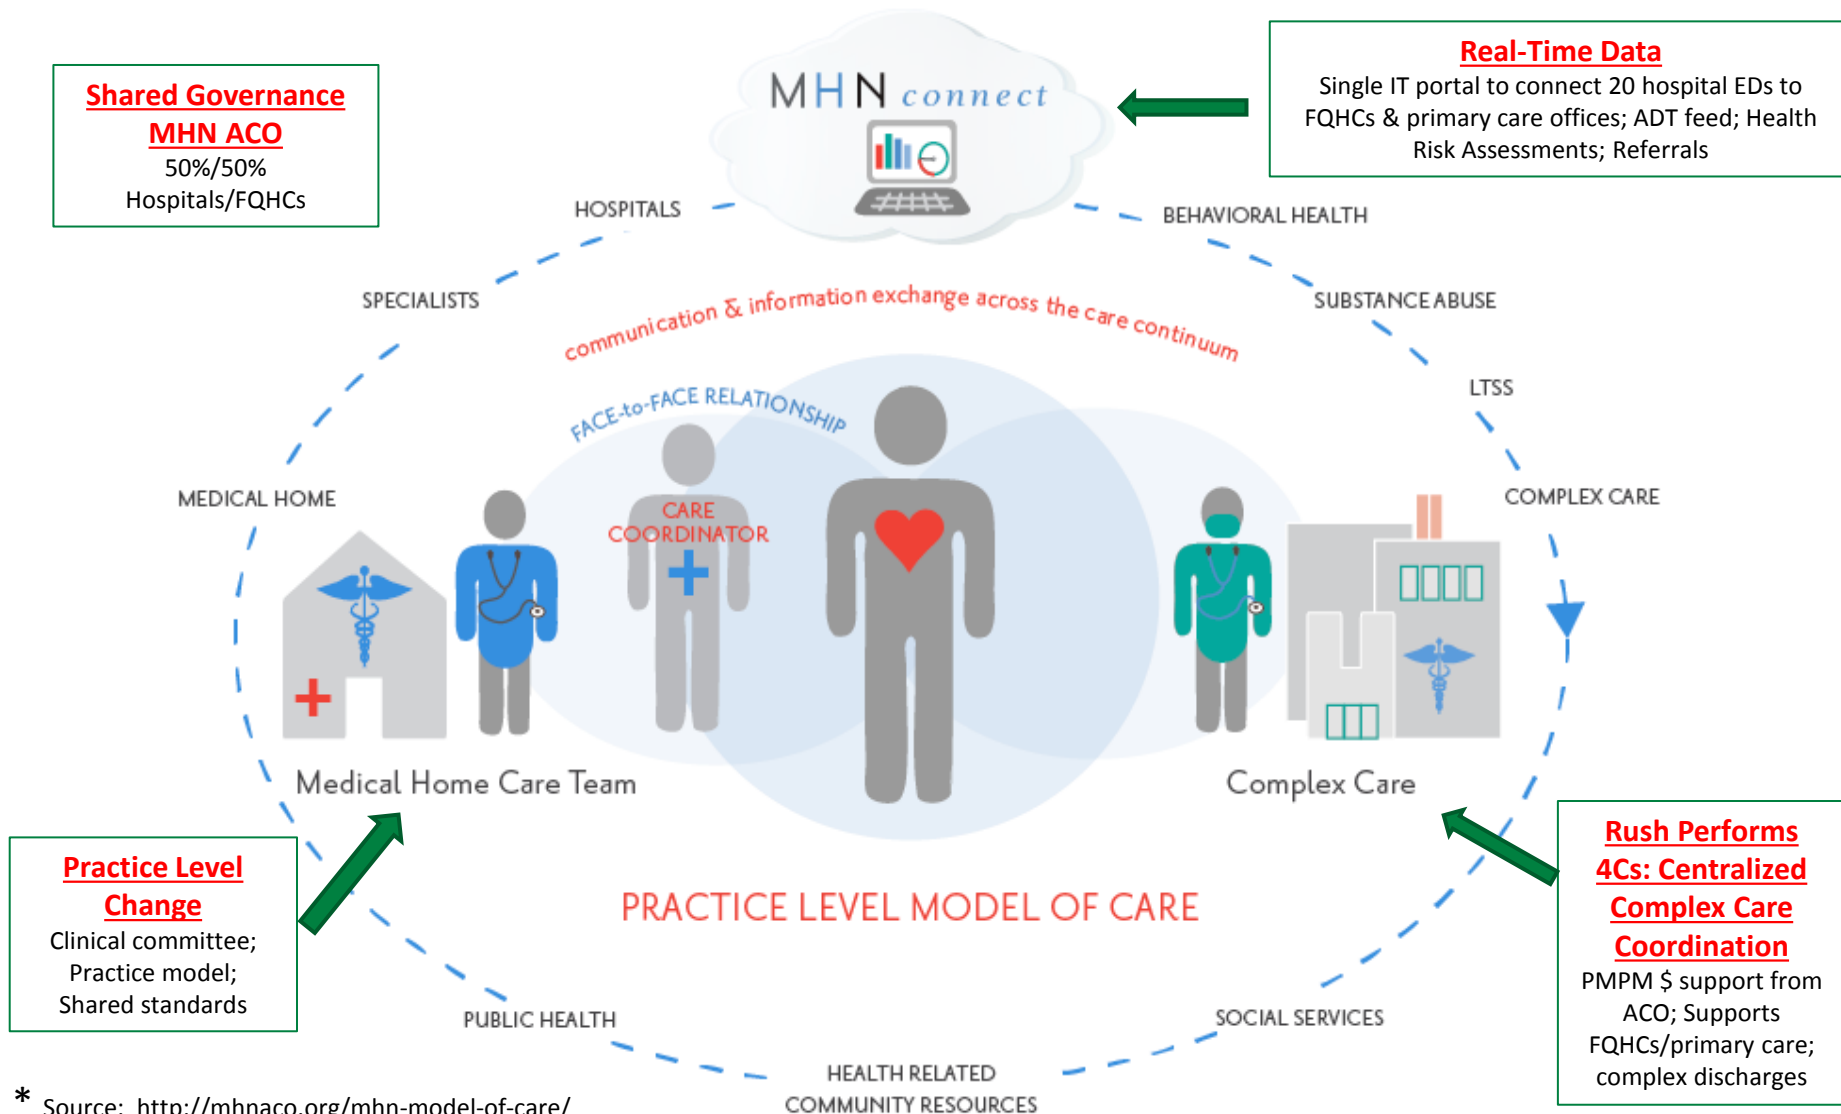 Shared Governance
MHN ACO
50%/50%
Hospitals/FQHCs
MHN connect
Real-Time Data
Single IT portal to connect 20 hospital EDs to
FQHCs & primary care offices; ADT feed; Health
Risk Assessments; Referrals
HOSPITALS
BEHAVIORAL HEALTH
SPECIALISTS
SUBSTANCE ABUSE
communication & information exchange across the care continuum
LTSS
FACE-to-FACE RELATIONSHIP
MEDICAL HOME
COMPLEX CARE
CARE
COORDINATOR
Medical Home Care Team
Complex Care
Practice Level
Change
Clinical committee;
Practice model;
Shared standards
PRACTICE LEVEL MODEL OF CARE
Rush Performs
4Cs: Centralized
Complex Care
Coordination
PMPM $ support from
ACO; Supports
FQHCs/primary care;
complex discharges
PUBLIC HEALTH
SOCIAL SERVICES
HEALTH RELATED
COMMUNITY RESOURCES
* Source: http://mhnaco.org/mhn-model-of-care/